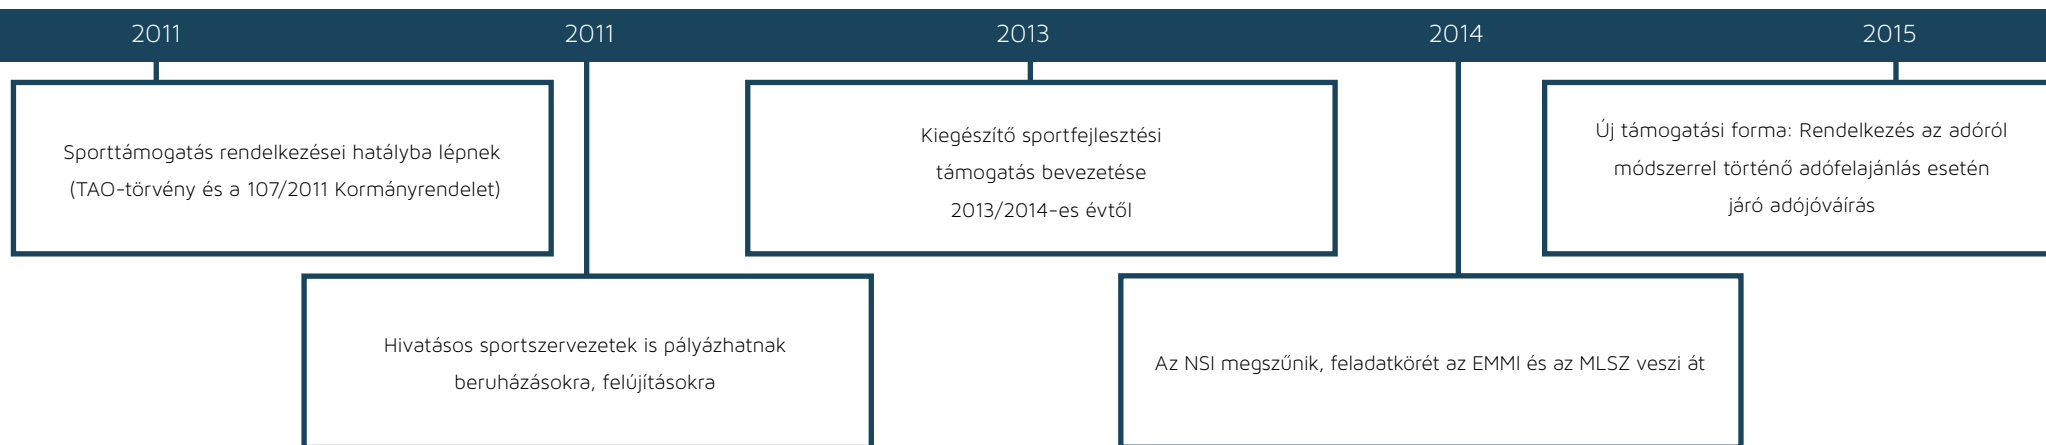 2011
2011
2013
2014
2015
Sporttámogatás rendelkezései hatályba lépnek
(TAO-törvény és a 107/2011 Kormányrendelet)
Hivatásos sportszervezetek is pályázhatnak
beruházásokra, felújításokra
Kiegészítő sportfejlesztési
támogatás bevezetése
2013/2014-es évtől
Az NSI megszűnik, feladatkörét az EMMI és az MLSZ veszi át
Új támogatási forma: Rendelkezés az adóról
módszerrel történő adófelajánlás esetén
járó adójóváírás